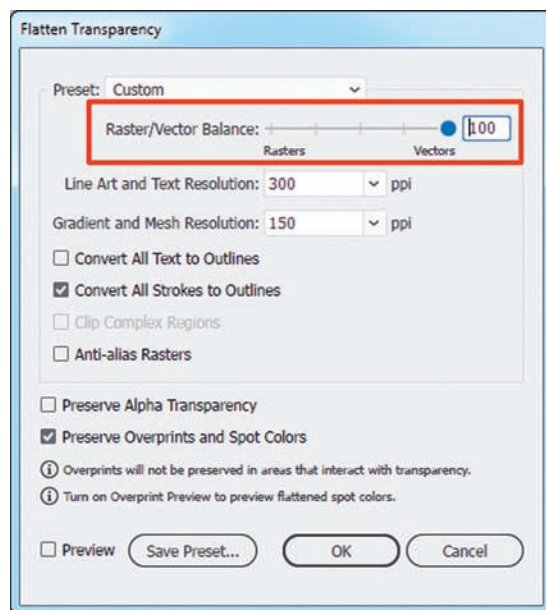 Flatten Transparency
Preset: Custom
Raster/Vector Balance: 100
Rasters Vectors
Line Art and Text Resolution: 300 ppi
Gradient and Mesh Resolution: 150 ppi
Convert All Text to Outlines
Convert All Strokes to Outlines
Clip Complex Regions
Anti-alias Rasters
Preserve Alpha Transparency
Preserve Overprints and Spot Colors
Overprints will not be preserved in areas that interact with transparency.
Turn on Overprint Preview to preview flattened spot colors.
Preview Save Preset... OK Cancel